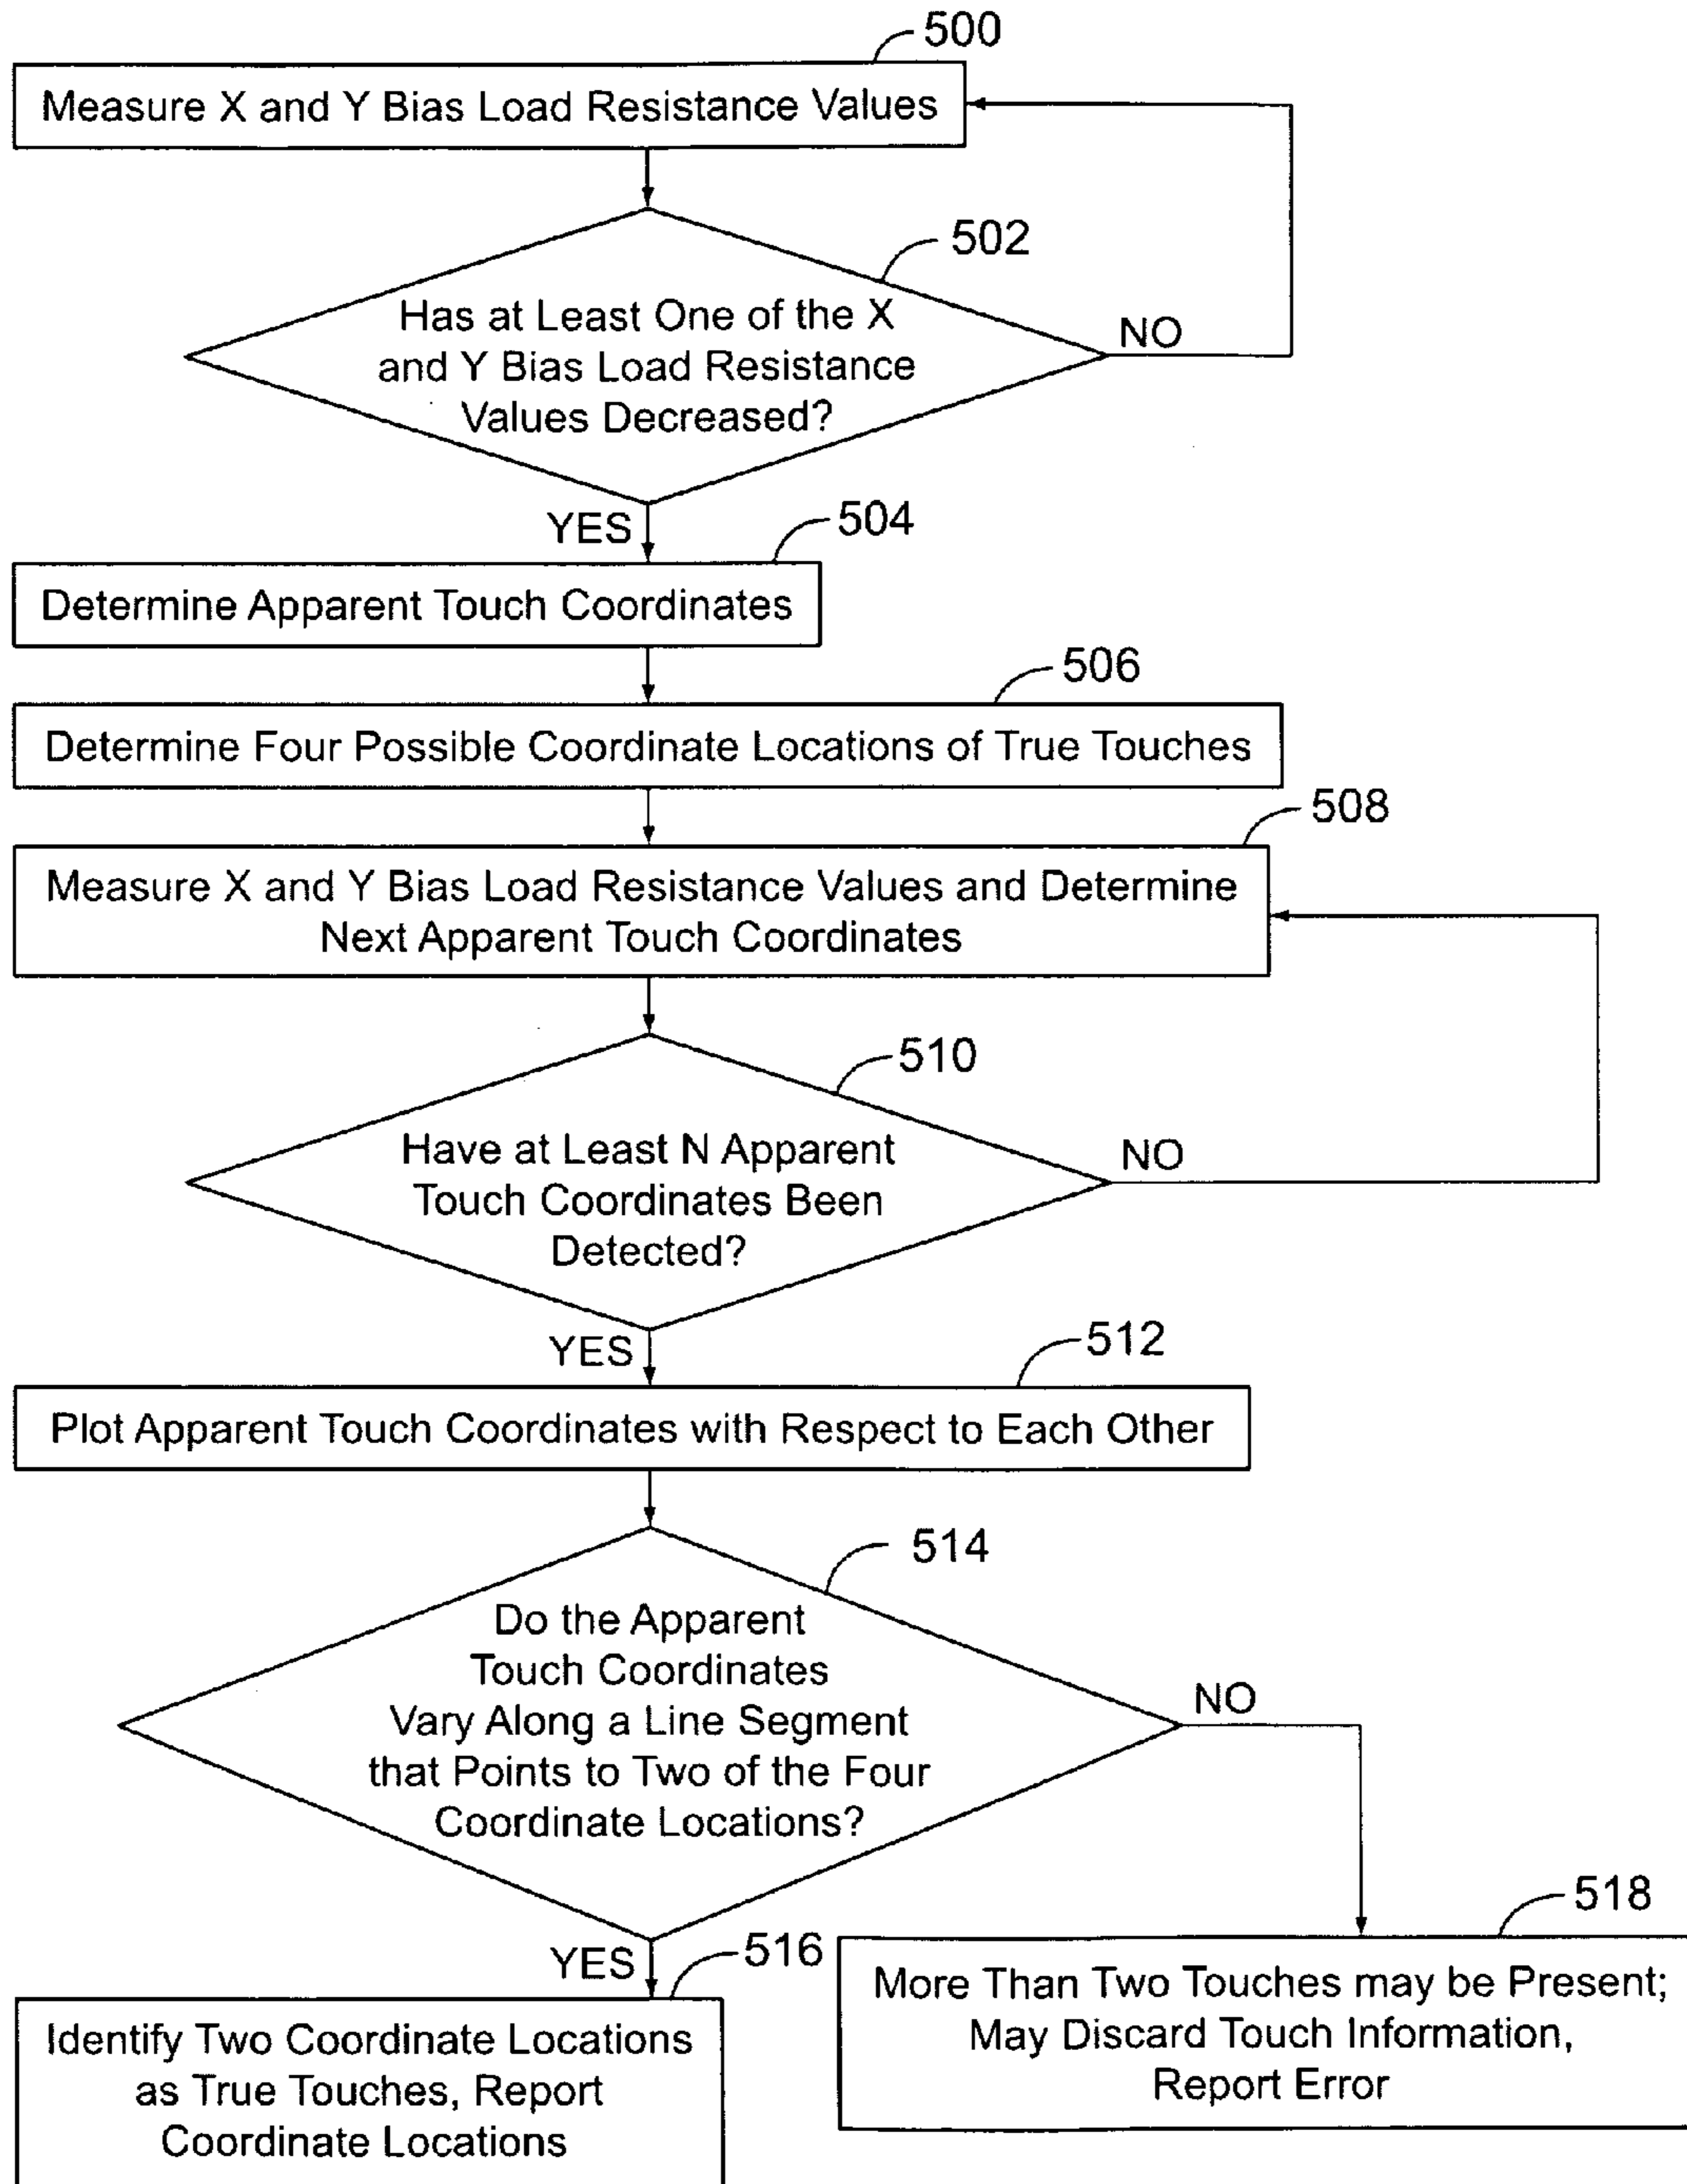 500
Measure X and Y Bias Load Resistance Values
502
Has at Least One of the X
and Y Bias Load Resistance
Values Decreased?
NO
YES
504
Determine Apparent Touch Coordinates
506
Determine Four Possible Coordinate Locations of True Touches
508
Measure X and Y Bias Load Resistance Values and Determine
Next Apparent Touch Coordinates
510
Have at Least N Apparent
Touch Coordinates Been
Detected?
NO
YES
512
Plot Apparent Touch Coordinates with Respect to Each Other
514
Do the Apparent
Touch Coordinates
Vary Along a Line Segment
that Points to Two of the Four
Coordinate Locations?
NO
YES
516
Identify Two Coordinate Locations
as True Touches, Report
Coordinate Locations
518
More Than Two Touches may be Present;
May Discard Touch Information,
Report Error